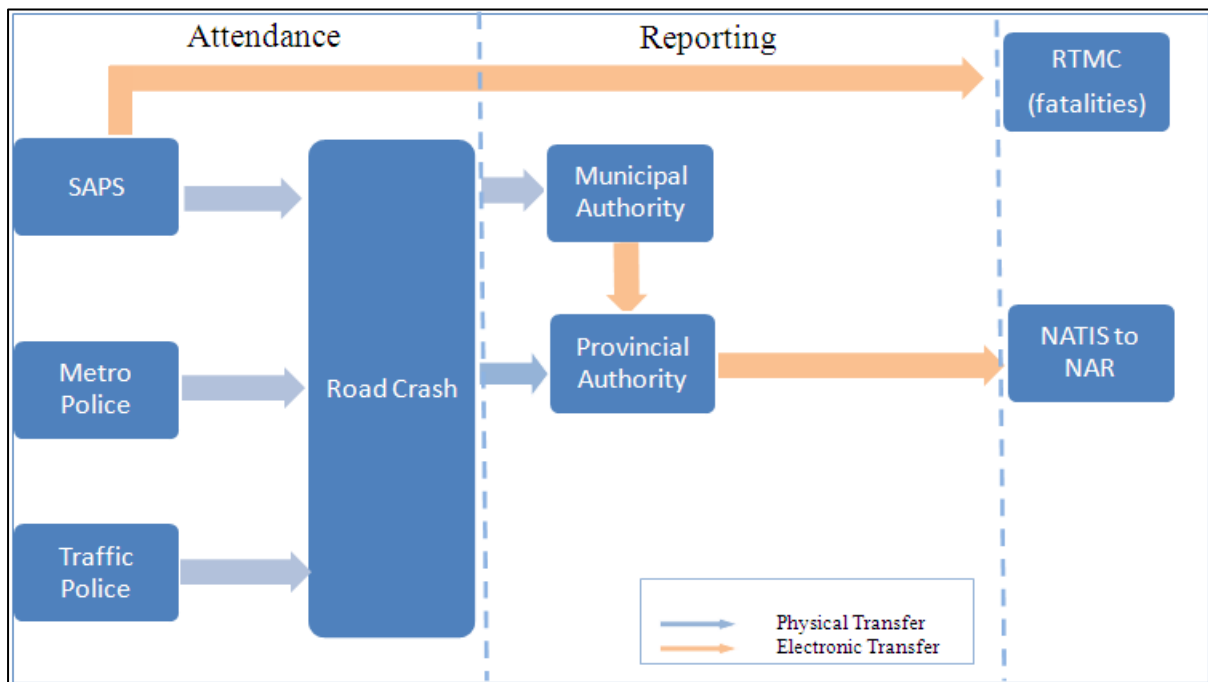 Attendance
Reporting
RTMC
(fatalities)
SAPS
Municipal
Authority
Metro
Police
Road Crash
Provincial
Authority
NATIS to
NAR
Traffic
Police
Physical Transfer
Electronic Transfer